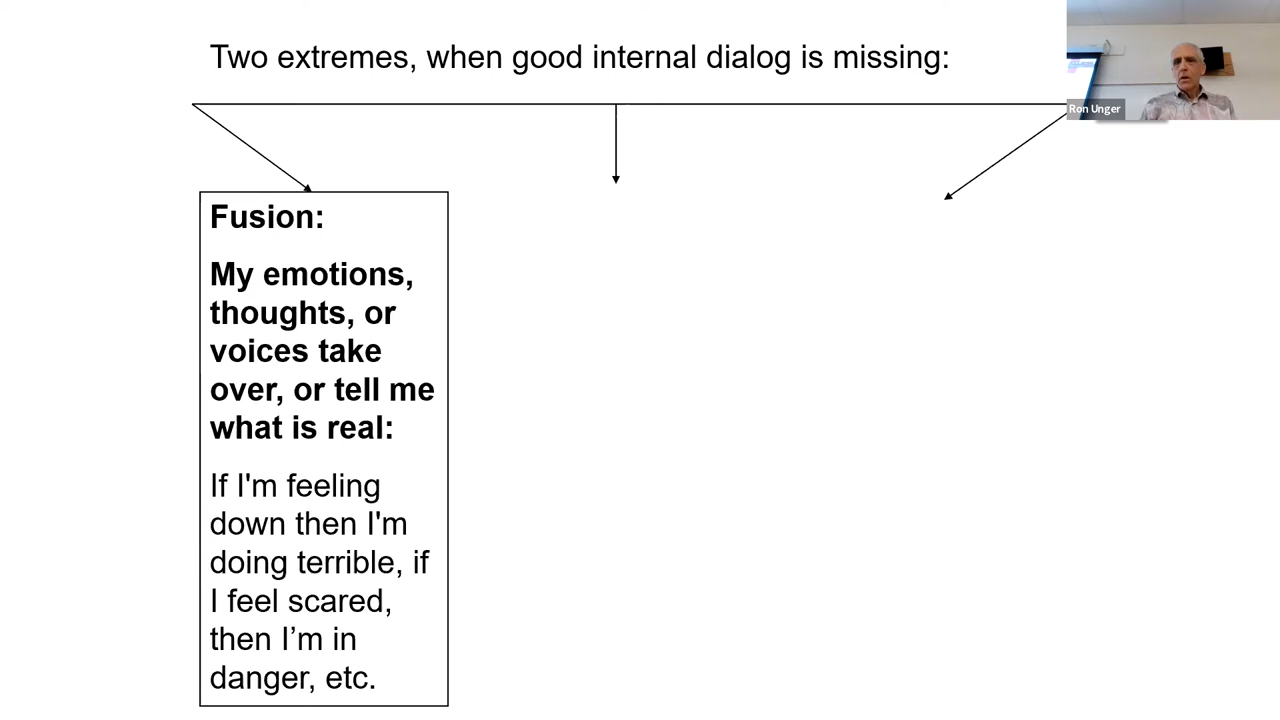 Two extremes, when good internal dialog is missing:
Ron Unger
Fusion:
My emotions,
thoughts, or
voices take
over, or tell me
what is real:
If I'm feeling
down then I'm
doing terrible, if
I feel scared,
then I’m in
danger, etc.